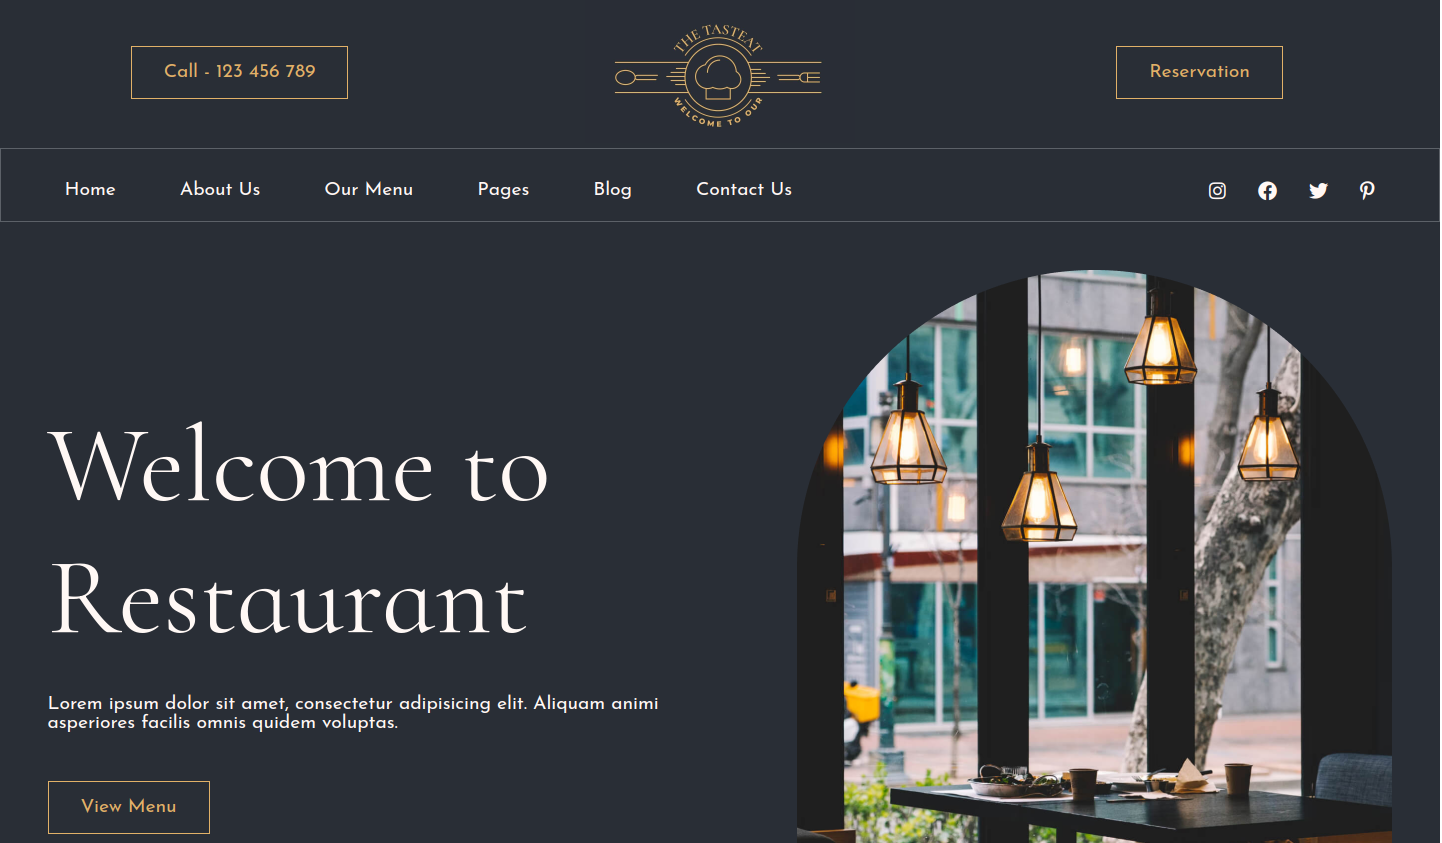 Call - 123 456 789
THE TASTEAT
WELCOME TO OUR
Reservation
Home About Us Our Menu Pages Blog Contact Us
Welcome to
Restaurant
Lorem ipsum dolor sit amet, consectetur adipisicing elit. Aliquam animi
asperiores facilis omnis quidem voluptas.
View Menu